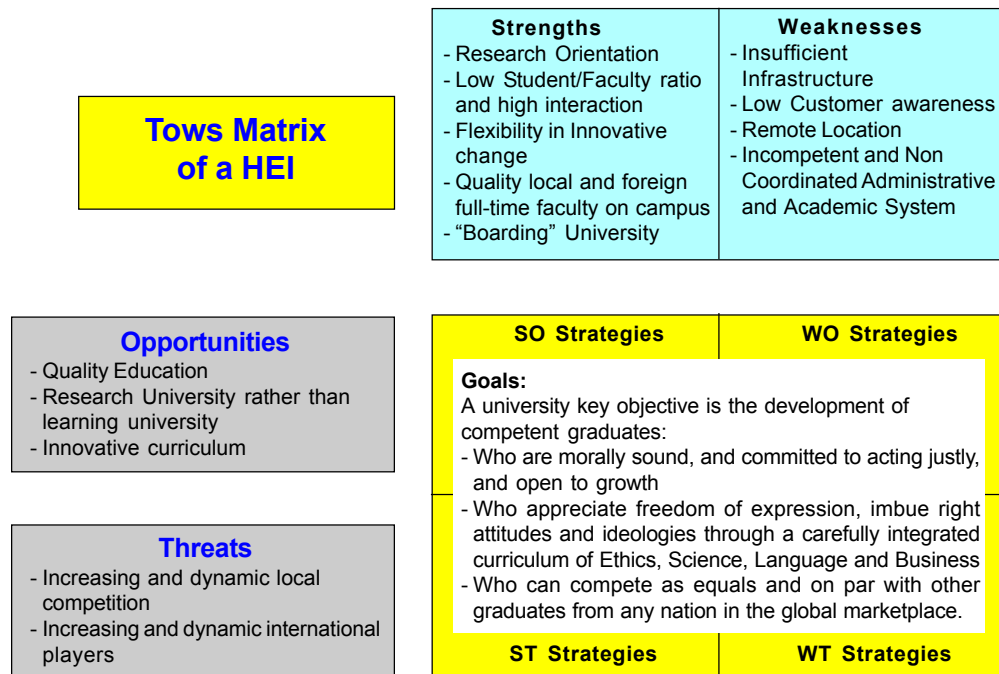 Tows Matrix
of a HEI
Strengths
- Research Orientation
- Low Student/Faculty ratio
and high interaction
- Flexibility in Innovative
change
- Quality local and foreign
full-time faculty on campus
- “Boarding” University
Weaknesses
- Insufficient
Infrastructure
- Low Customer awareness
- Remote Location
- Incompetent and Non
Coordinated Administrative
and Academic System
Opportunities
- Quality Education
- Research University rather than
learning university
- Innovative curriculum
Threats
- Increasing and dynamic local
competition
- Increasing and dynamic international
players
SO Strategies
WO Strategies
Goals:
A university key objective is the development of
competent graduates:
- Who are morally sound, and committed to acting justly,
and open to growth
- Who appreciate freedom of expression, imbue right
attitudes and ideologies through a carefully integrated
curriculum of Ethics, Science, Language and Business
- Who can compete as equals and on par with other
graduates from any nation in the global marketplace.
ST Strategies
WT Strategies